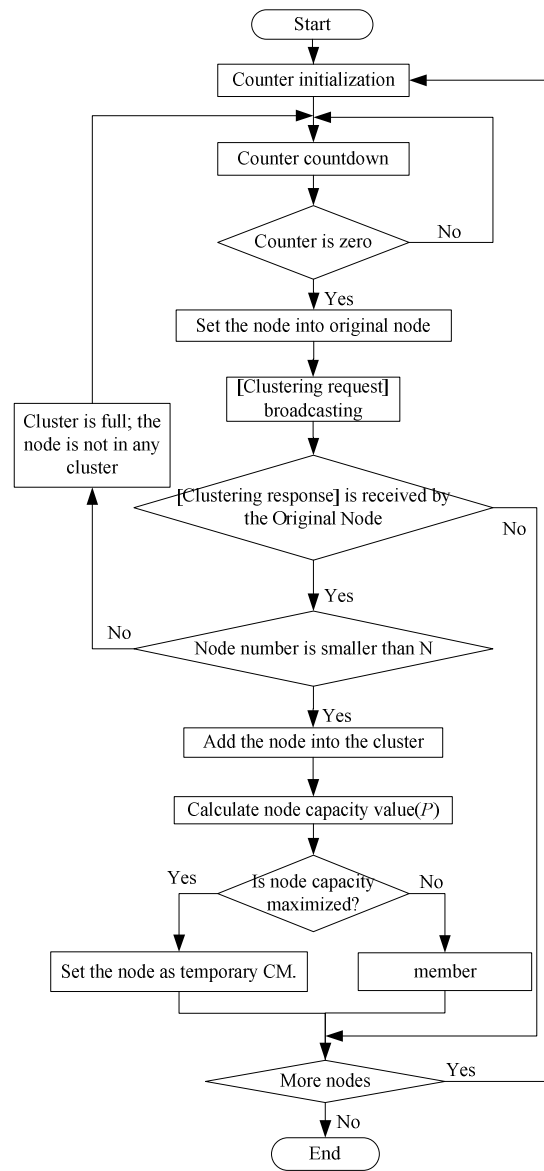 Start
Counter initialization
Counter countdown
Counter is zero
No
Yes
Set the node into original node
[Clustering request]
broadcasting
Cluster is full; the
node is not in any
cluster
[Clustering response] is received by
the Original Node
No
Yes
No
Node number is smaller than N
Yes
Add the node into the cluster
Calculate node capacity value(P)
Yes
Is node capacity
maximized?
No
Set the node as temporary CM.
member
More nodes
Yes
No
End